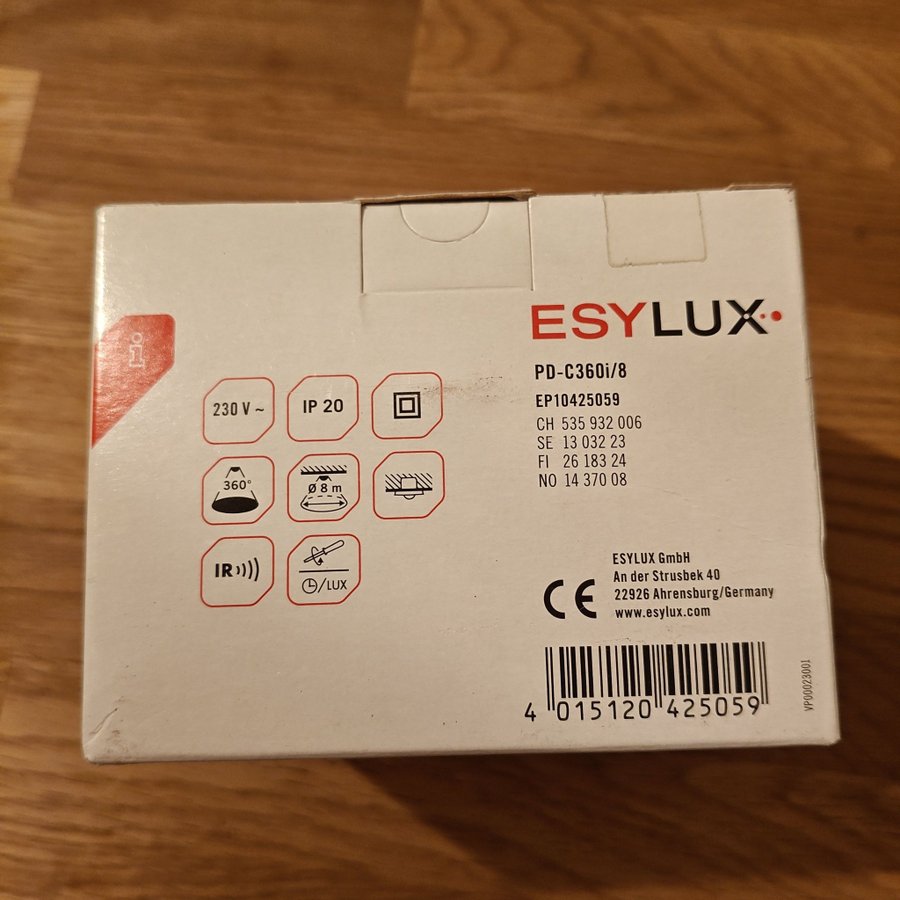 i
ESYLUX
PD-C360i/8
EP10425059
CH 535 932 006
SE 13 032 23
FI 26 183 24
NO 14 370 08
230 V ~
IP 20
360°
Ø 8 m
IR
/LUX
CE
ESYLUX GmbH
An der Strusbek 40
22926 Ahrensburg/Germany
www.esylux.com
4 015120 425059
VP00023001